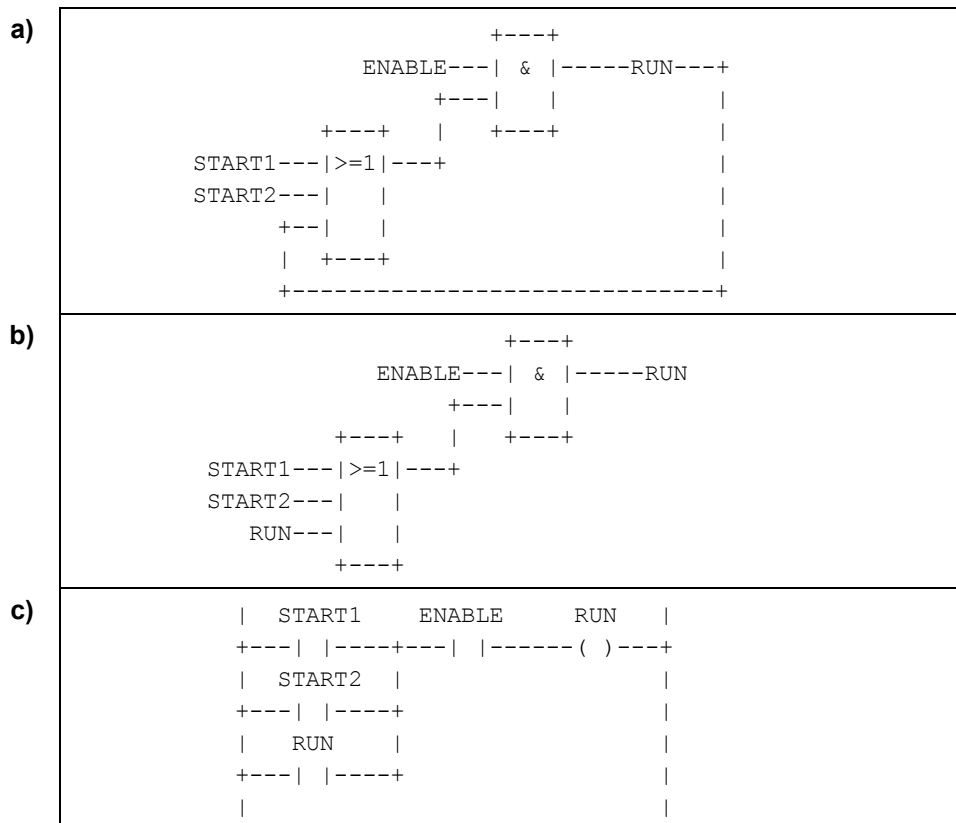 a)
+---+
ENABLE---| & |-----RUN---+
+---|   |           |
+---+   |   +---+           |
START1---|>=1|---+                   |
START2---|   |                       |
+--|   |                       |
|  +---+                       |
+------------------------------+
b)
+---+
ENABLE---| & |-----RUN
+---|   |
+---+   |   +---+
START1---|>=1|---+
START2---|   |
RUN---|   |
+---+
c)
|  START1    ENABLE    RUN   |
+---| |----+---| |------( )---+
|  START2  |                  |
+---| |----+                  |
|   RUN    |                  |
+---| |----+                  |
|                             |